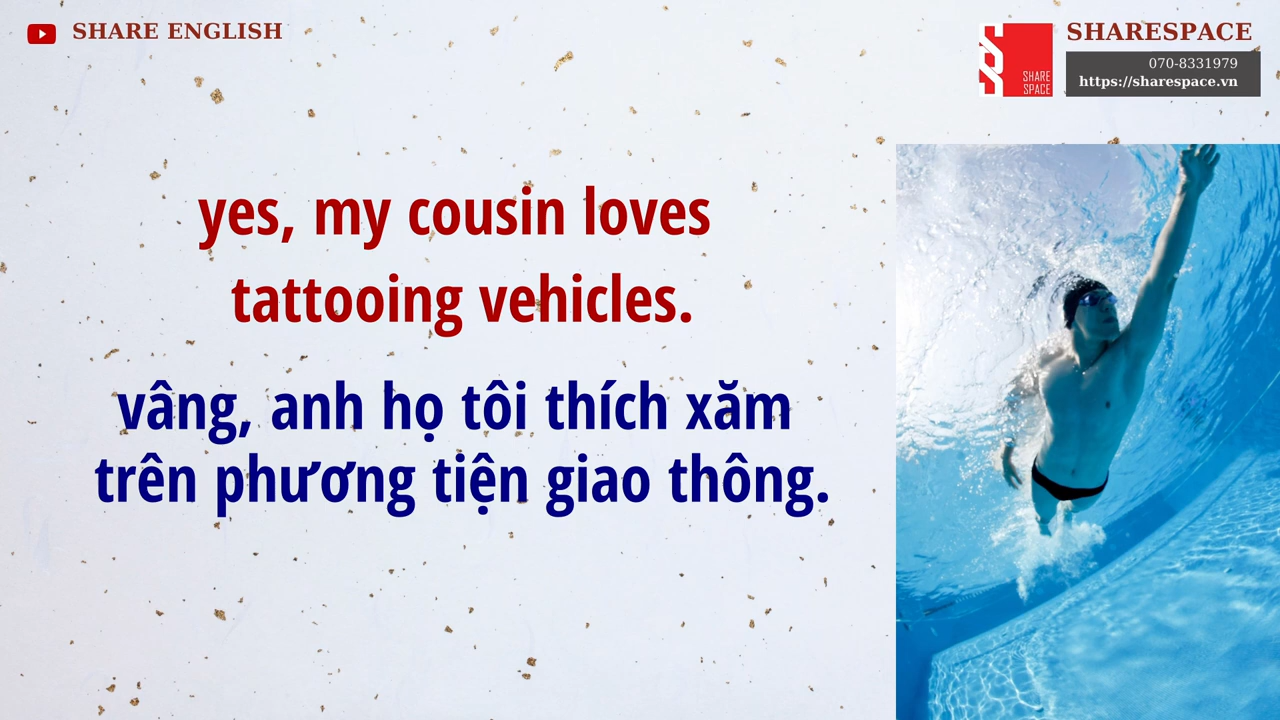 SHARE ENGLISH
SHARESPACE
070-8331979
https://sharespace.vn
SHARE
SPACE
yes, my cousin loves
tattooing vehicles.
vâng, anh họ tôi thích xăm
trên phương tiện giao thông.